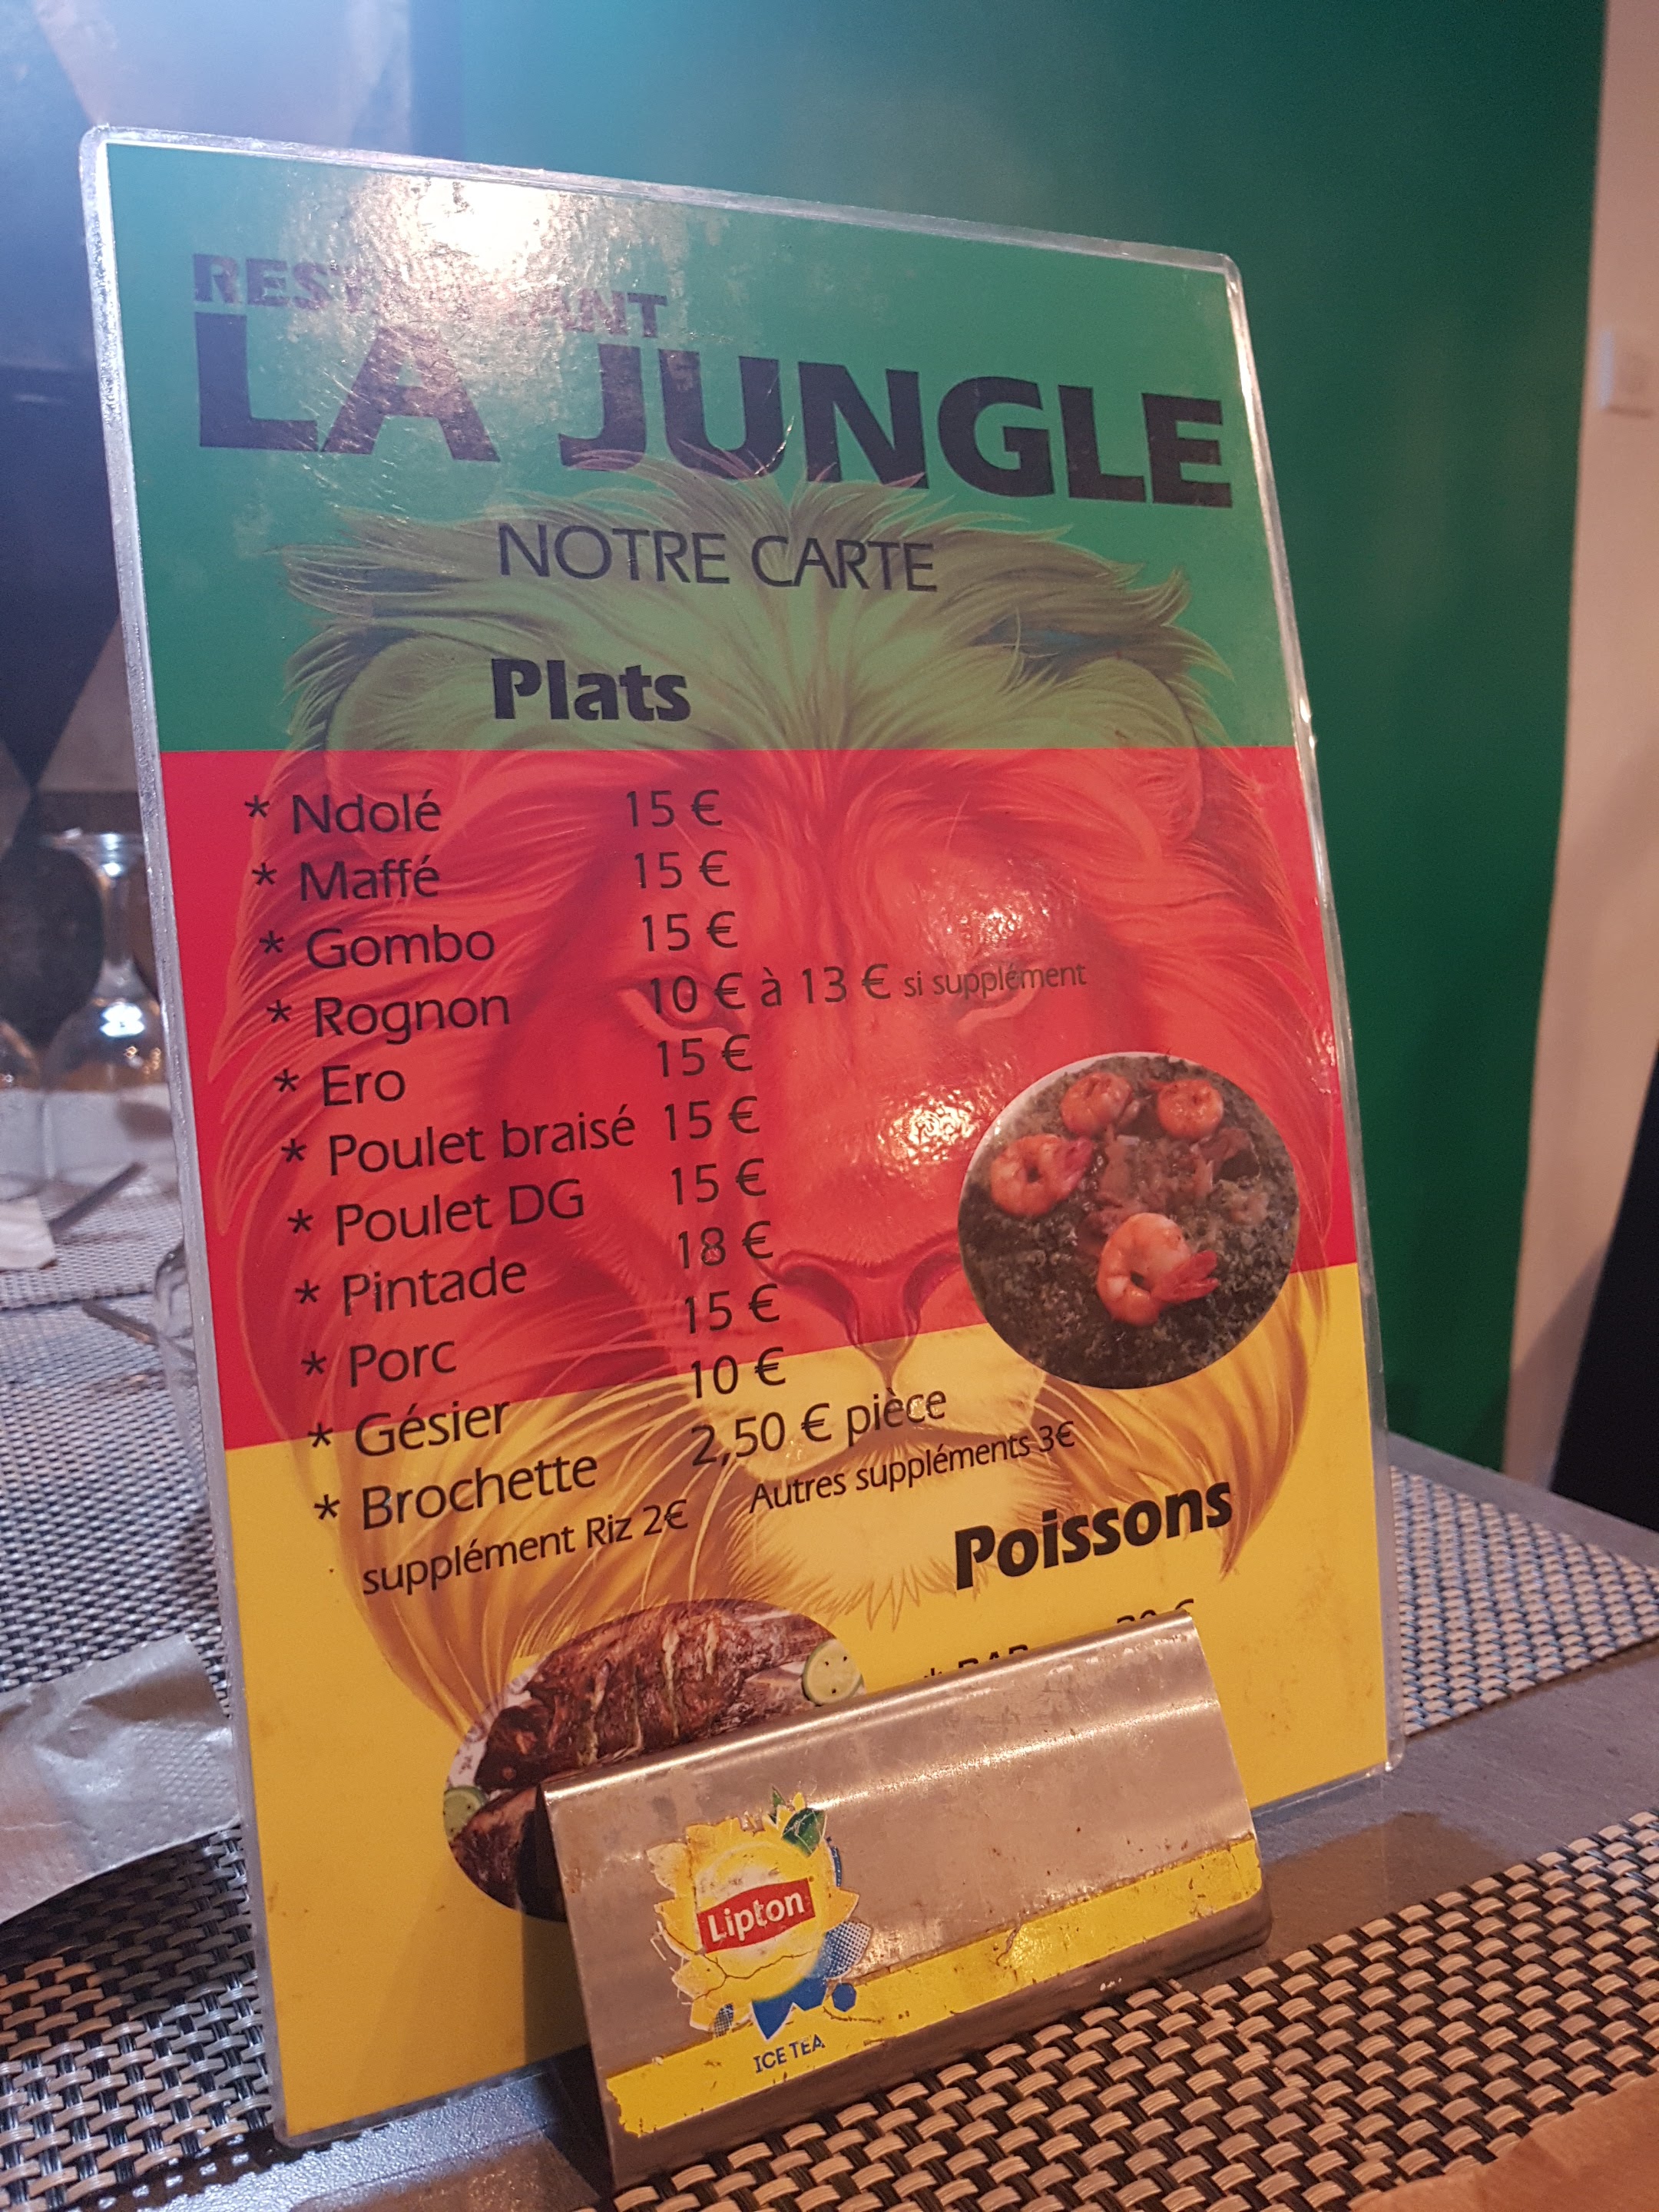 RESTAURANT
LA JUNGLE
NOTRE CARTE
Plats
* Ndolé 15 €
* Maffé 15 €
* Gombo 15 €
* Rognon 10 € à 13 € si supplément
* Ero 15 €
* Poulet braisé 15 €
* Poulet DG 15 €
* Pintade 18 €
* Porc 15 €
* Gésier 10 €
* Brochette 2,50 € pièce
supplément Riz 2€ Autres suppléments 3€
Poissons
Lipton
ICE TEA